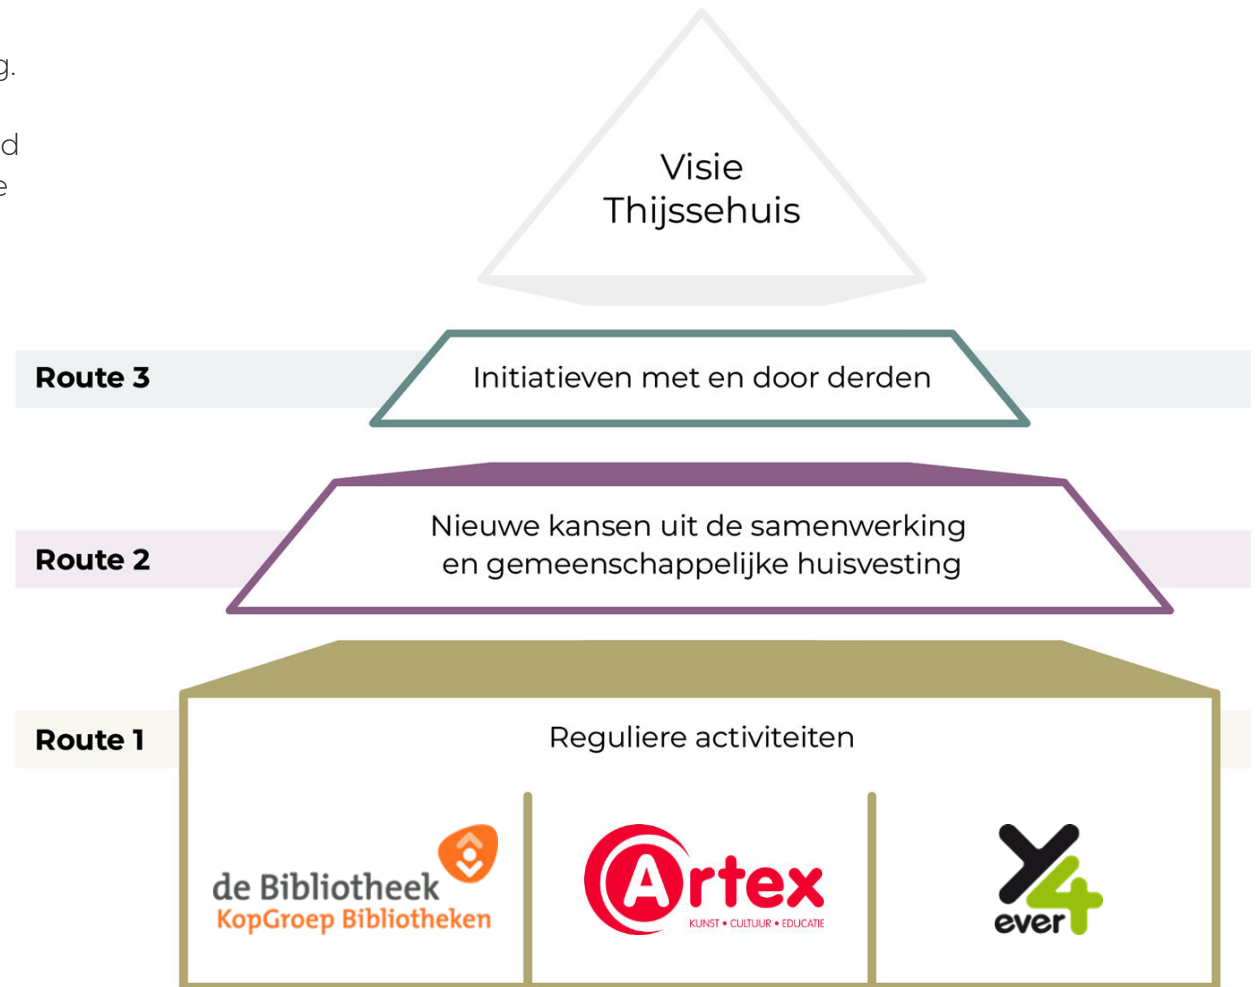 g.
d
e
Visie
Thijssehuis
Route 3
Initiatieven met en door derden
Route 2
Nieuwe kansen uit de samenwerking
en gemeenschappelijke huisvesting
Route 1
Reguliere activiteiten
de Bibliotheek
KopGroep Bibliotheken
Artex
KUNST • CULTUUR • EDUCATIE
Y4
ever